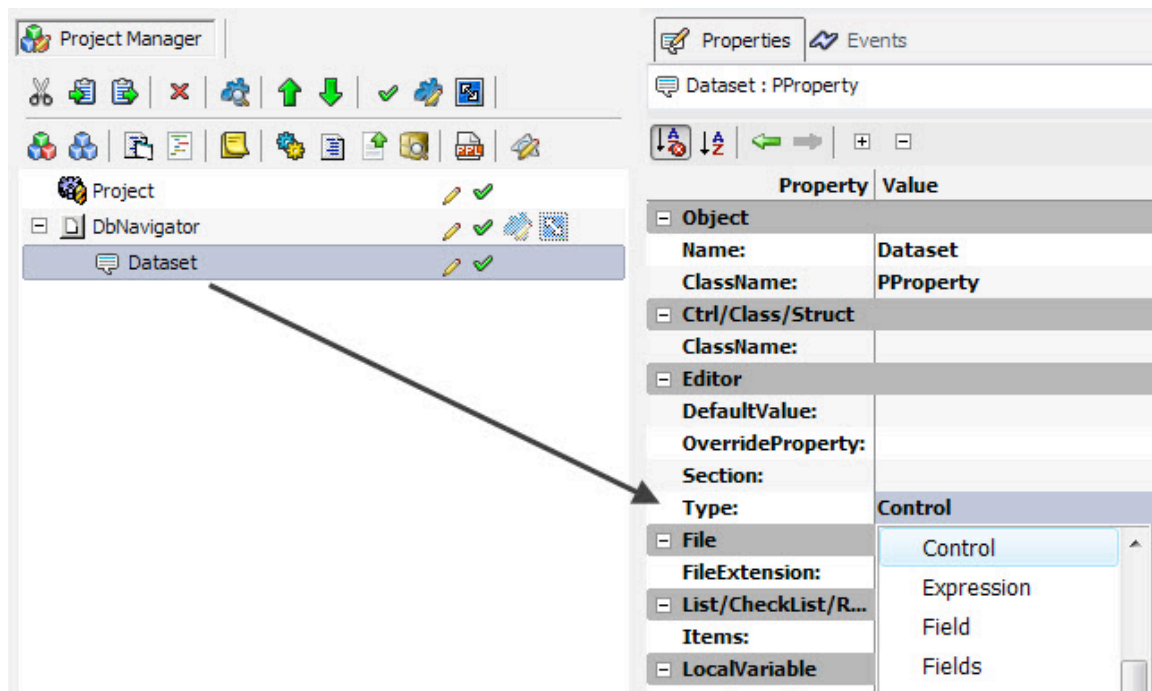 Project Manager
Project
DbNavigator
Dataset
Properties Events
Dataset : PProperty
Property Value
Object
Name: Dataset
ClassName: PProperty
Ctrl/Class/Struct
ClassName:
Editor
DefaultValue:
OverrideProperty:
Section:
Type: Control
File
FileExtension:
List/CheckList/R...
Items:
LocalVariable
Control
Expression
Field
Fields